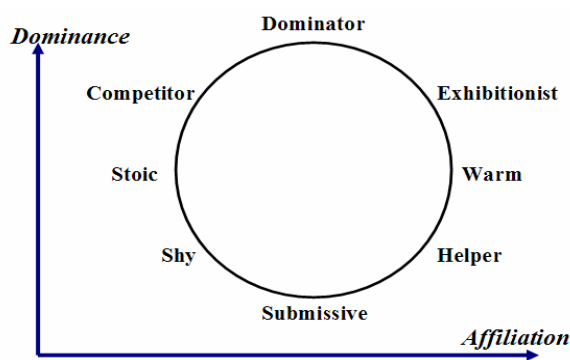 Dominator
Dominance
Competitor
Exhibitionist
Stoic
Warm
Shy
Helper
Submissive
Affiliation